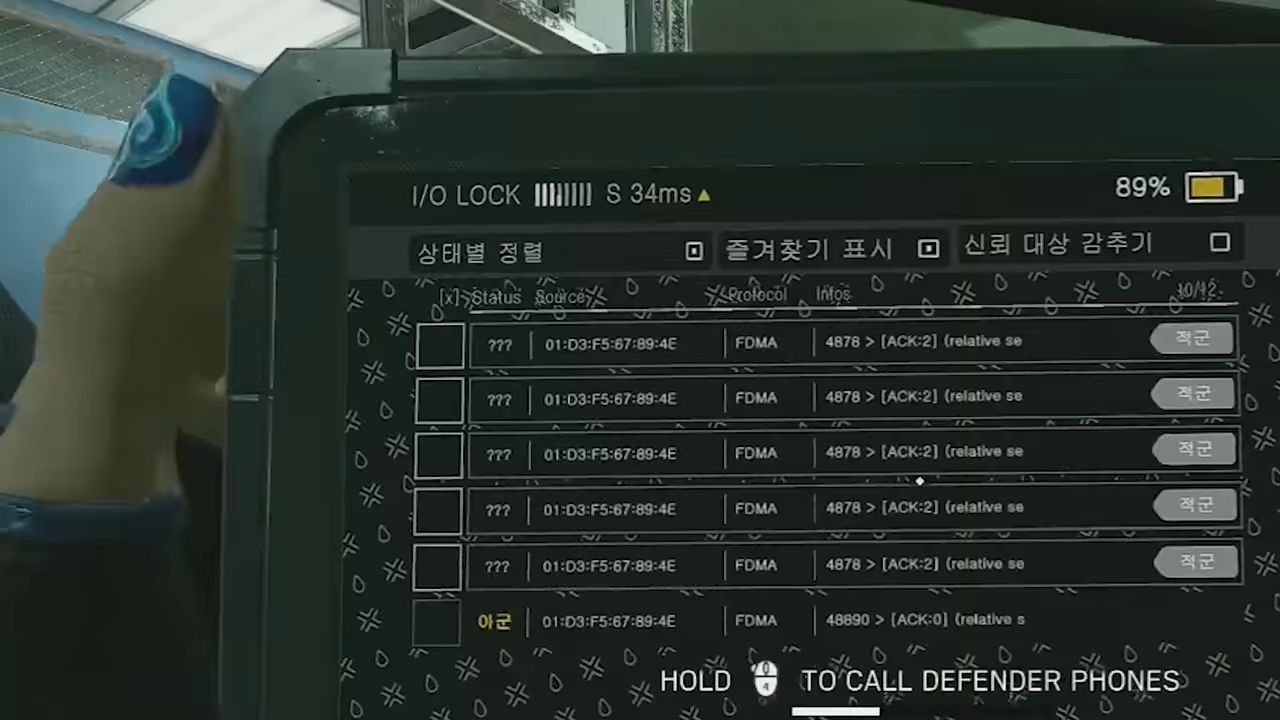 I/O LOCK S 34ms 89%
상태별 정렬 즐겨찾기 표시 신뢰 대상 감추기
[x] Status Source Protocol Infos 10/12
??? 01:D3:F5:67:89:4E FDMA 4878 > [ACK:2] (relative se 적군
??? 01:D3:F5:67:89:4E FDMA 4878 > [ACK:2] (relative se 적군
??? 01:D3:F5:67:89:4E FDMA 4878 > [ACK:2] (relative se 적군
??? 01:D3:F5:67:89:4E FDMA 4878 > [ACK:2] (relative se 적군
??? 01:D3:F5:67:89:4E FDMA 4878 > [ACK:2] (relative se 적군
아군 01:D3:F5:67:89:4E FDMA 48890 > [ACK:0] (relative s
HOLD 4 TO CALL DEFENDER PHONES